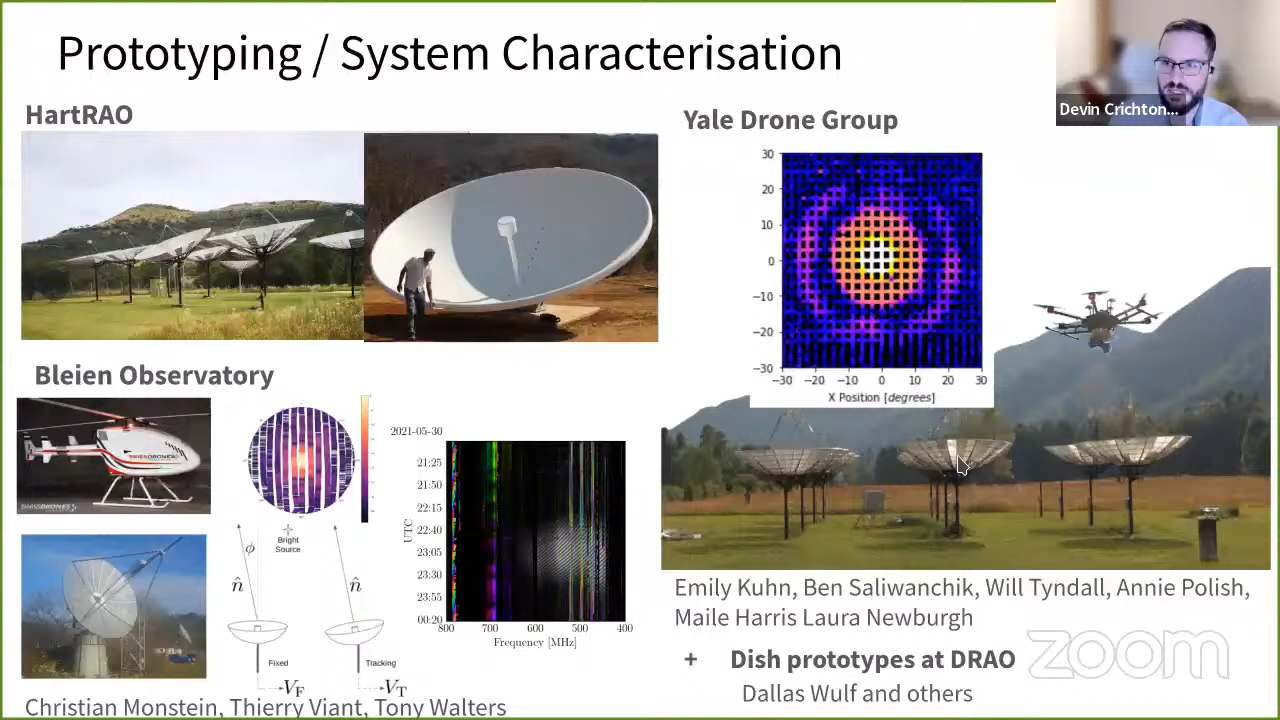 Prototyping / System Characterisation
Devin Crichton...
HartRAO
Yale Drone Group
30
20
10
0
−10
−20
−30
−30 −20 −10 0 10 20 30
X Position [degrees]
Bleien Observatory
SWISSDRONES
2021-05-30
21:25
21:50
22:15
22:40
23:05
23:30
23:55
00:20
UTC
800 700 600 500 400
Frequency [MHz]
Bright
Source
ϕ
n̂ n̂
Fixed Tracking
V_F V_T
Christian Monstein, Thierry Viant, Tony Walters
Emily Kuhn, Ben Saliwanchik, Will Tyndall, Annie Polish,
Maile Harris Laura Newburgh
+ Dish prototypes at DRAO
Dallas Wulf and others
zoom